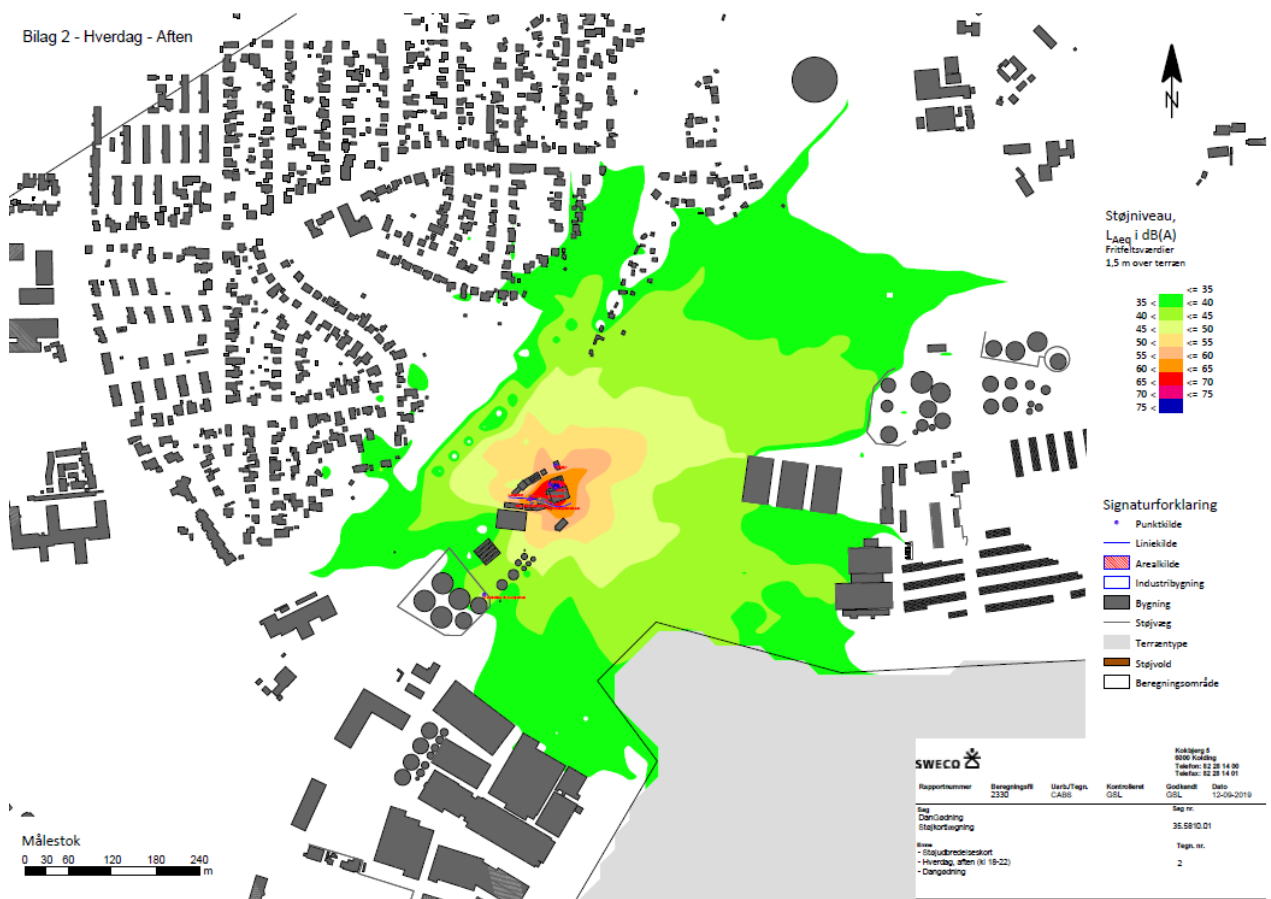 Bilag 2 - Hverdag - Aften
N
Støjniveau,
LAeq i dB(A)
Fritfeltsværdier
1,5 m over terræn
<= 35
35 < <= 40
40 < <= 45
45 < <= 50
50 < <= 55
55 < <= 60
60 < <= 65
65 < <= 70
70 < <= 75
75 <
Signaturforklaring
Punktkilde
Liniekilde
Arealkilde
Industribygning
Bygning
Støjvæg
Terræntype
Støjvold
Beregningsområde
SWECO
Kokbjerg 5
6000 Kolding
Telefon: 82 28 14 00
Telefax: 82 28 14 01
Rapportnummer Beregningsfil Uarb./Tegn. Kontrolleret Godkendt Dato
2330 CABS GSL GSL 12-09-2019
Sag Sag nr.
DanGødning
Støjkortlægning 35.5810.01
Emne Tegn. nr.
- Støjudbredelseskort
- Hverdag, aften (kl 18-22) 2
- Dangødning
Målestok
0 30 60 120 180 240
m